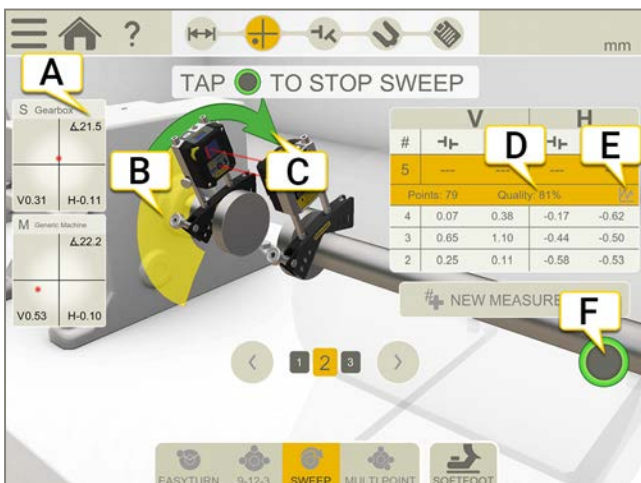 ?
mm
TAP TO STOP SWEEP
A
S Gearbox
∡21.5
V0.31 H-0.11
M Generic Machine
∡22.2
V0.53 H-0.10
B
C
D
E
V H
#
5 --- --- ---
Points: 79 Quality: 81%
4 0.07 0.38 -0.17 -0.62
3 0.65 1.10 -0.44 -0.50
2 0.25 0.11 -0.58 -0.53
NEW MEASURE
F
1 2 3
EASYTURN 9-12-3 SWEEP MULTIPOINT SOFTFOOT